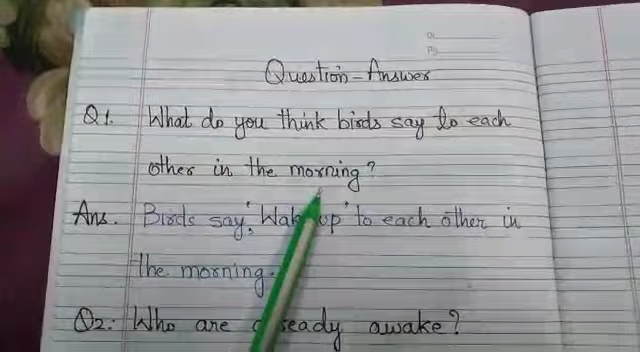 Question - Answer
Q1. What do you think birds say to each
other in the morning?
Ans. Birds say, 'Wake up' to each other in
the morning.
Q2:- Who are already awake?